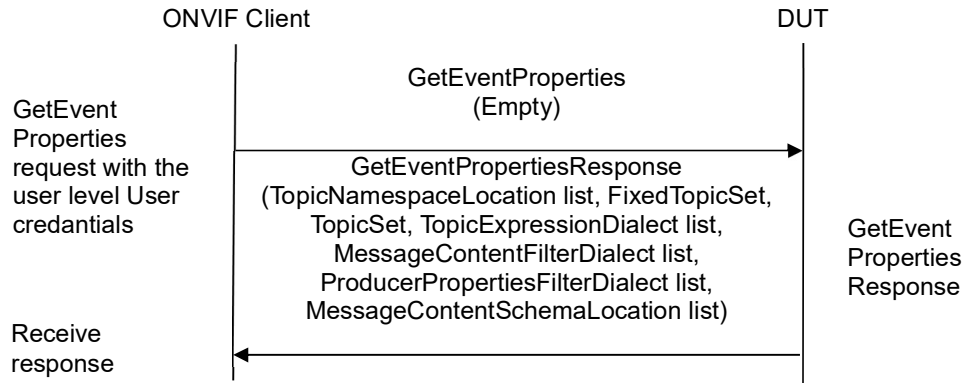 ONVIF Client
DUT
GetEventProperties
(Empty)
GetEvent
Properties
request with the
user level User
credantials
GetEventPropertiesResponse
(TopicNamespaceLocation list, FixedTopicSet,
TopicSet, TopicExpressionDialect list,
MessageContentFilterDialect list,
ProducerPropertiesFilterDialect list,
MessageContentSchemaLocation list)
GetEvent
Properties
Response
Receive
response